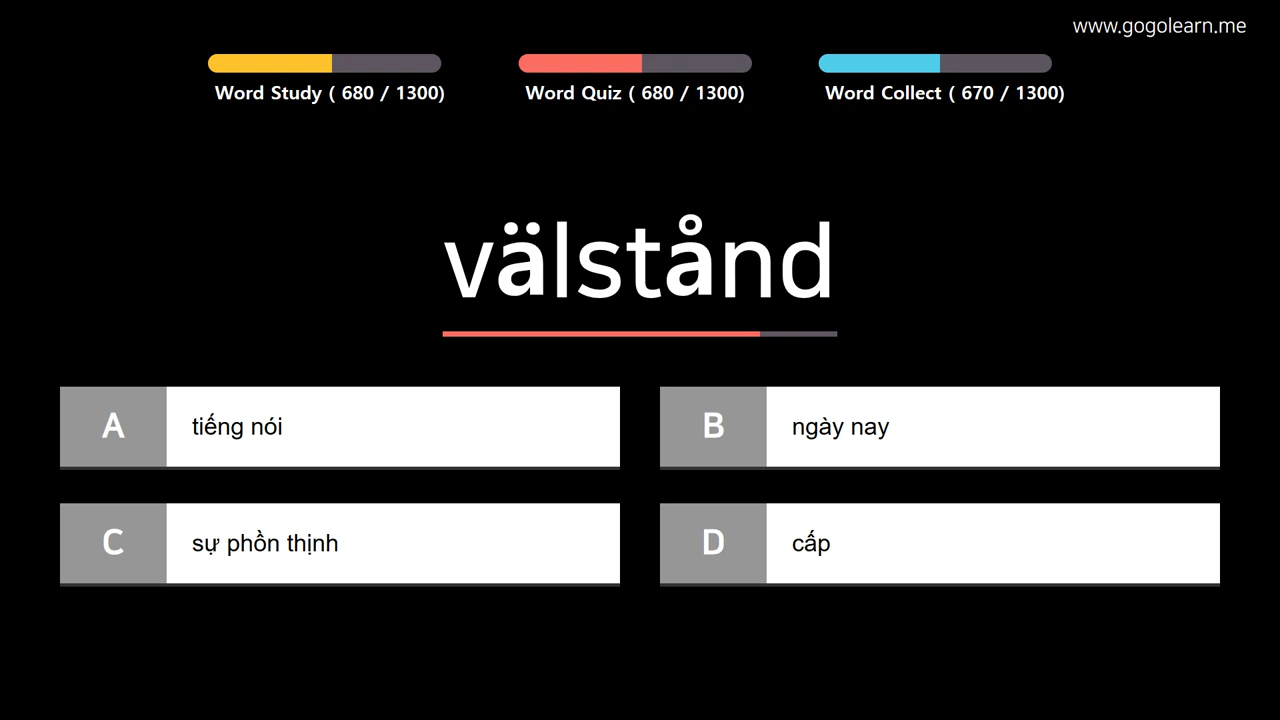 www.gogolearn.me
Word Study ( 680 / 1300)
Word Quiz ( 680 / 1300)
Word Collect ( 670 / 1300)
välstånd
A
tiếng nói
B
ngày nay
C
sự phồn thịnh
D
cấp